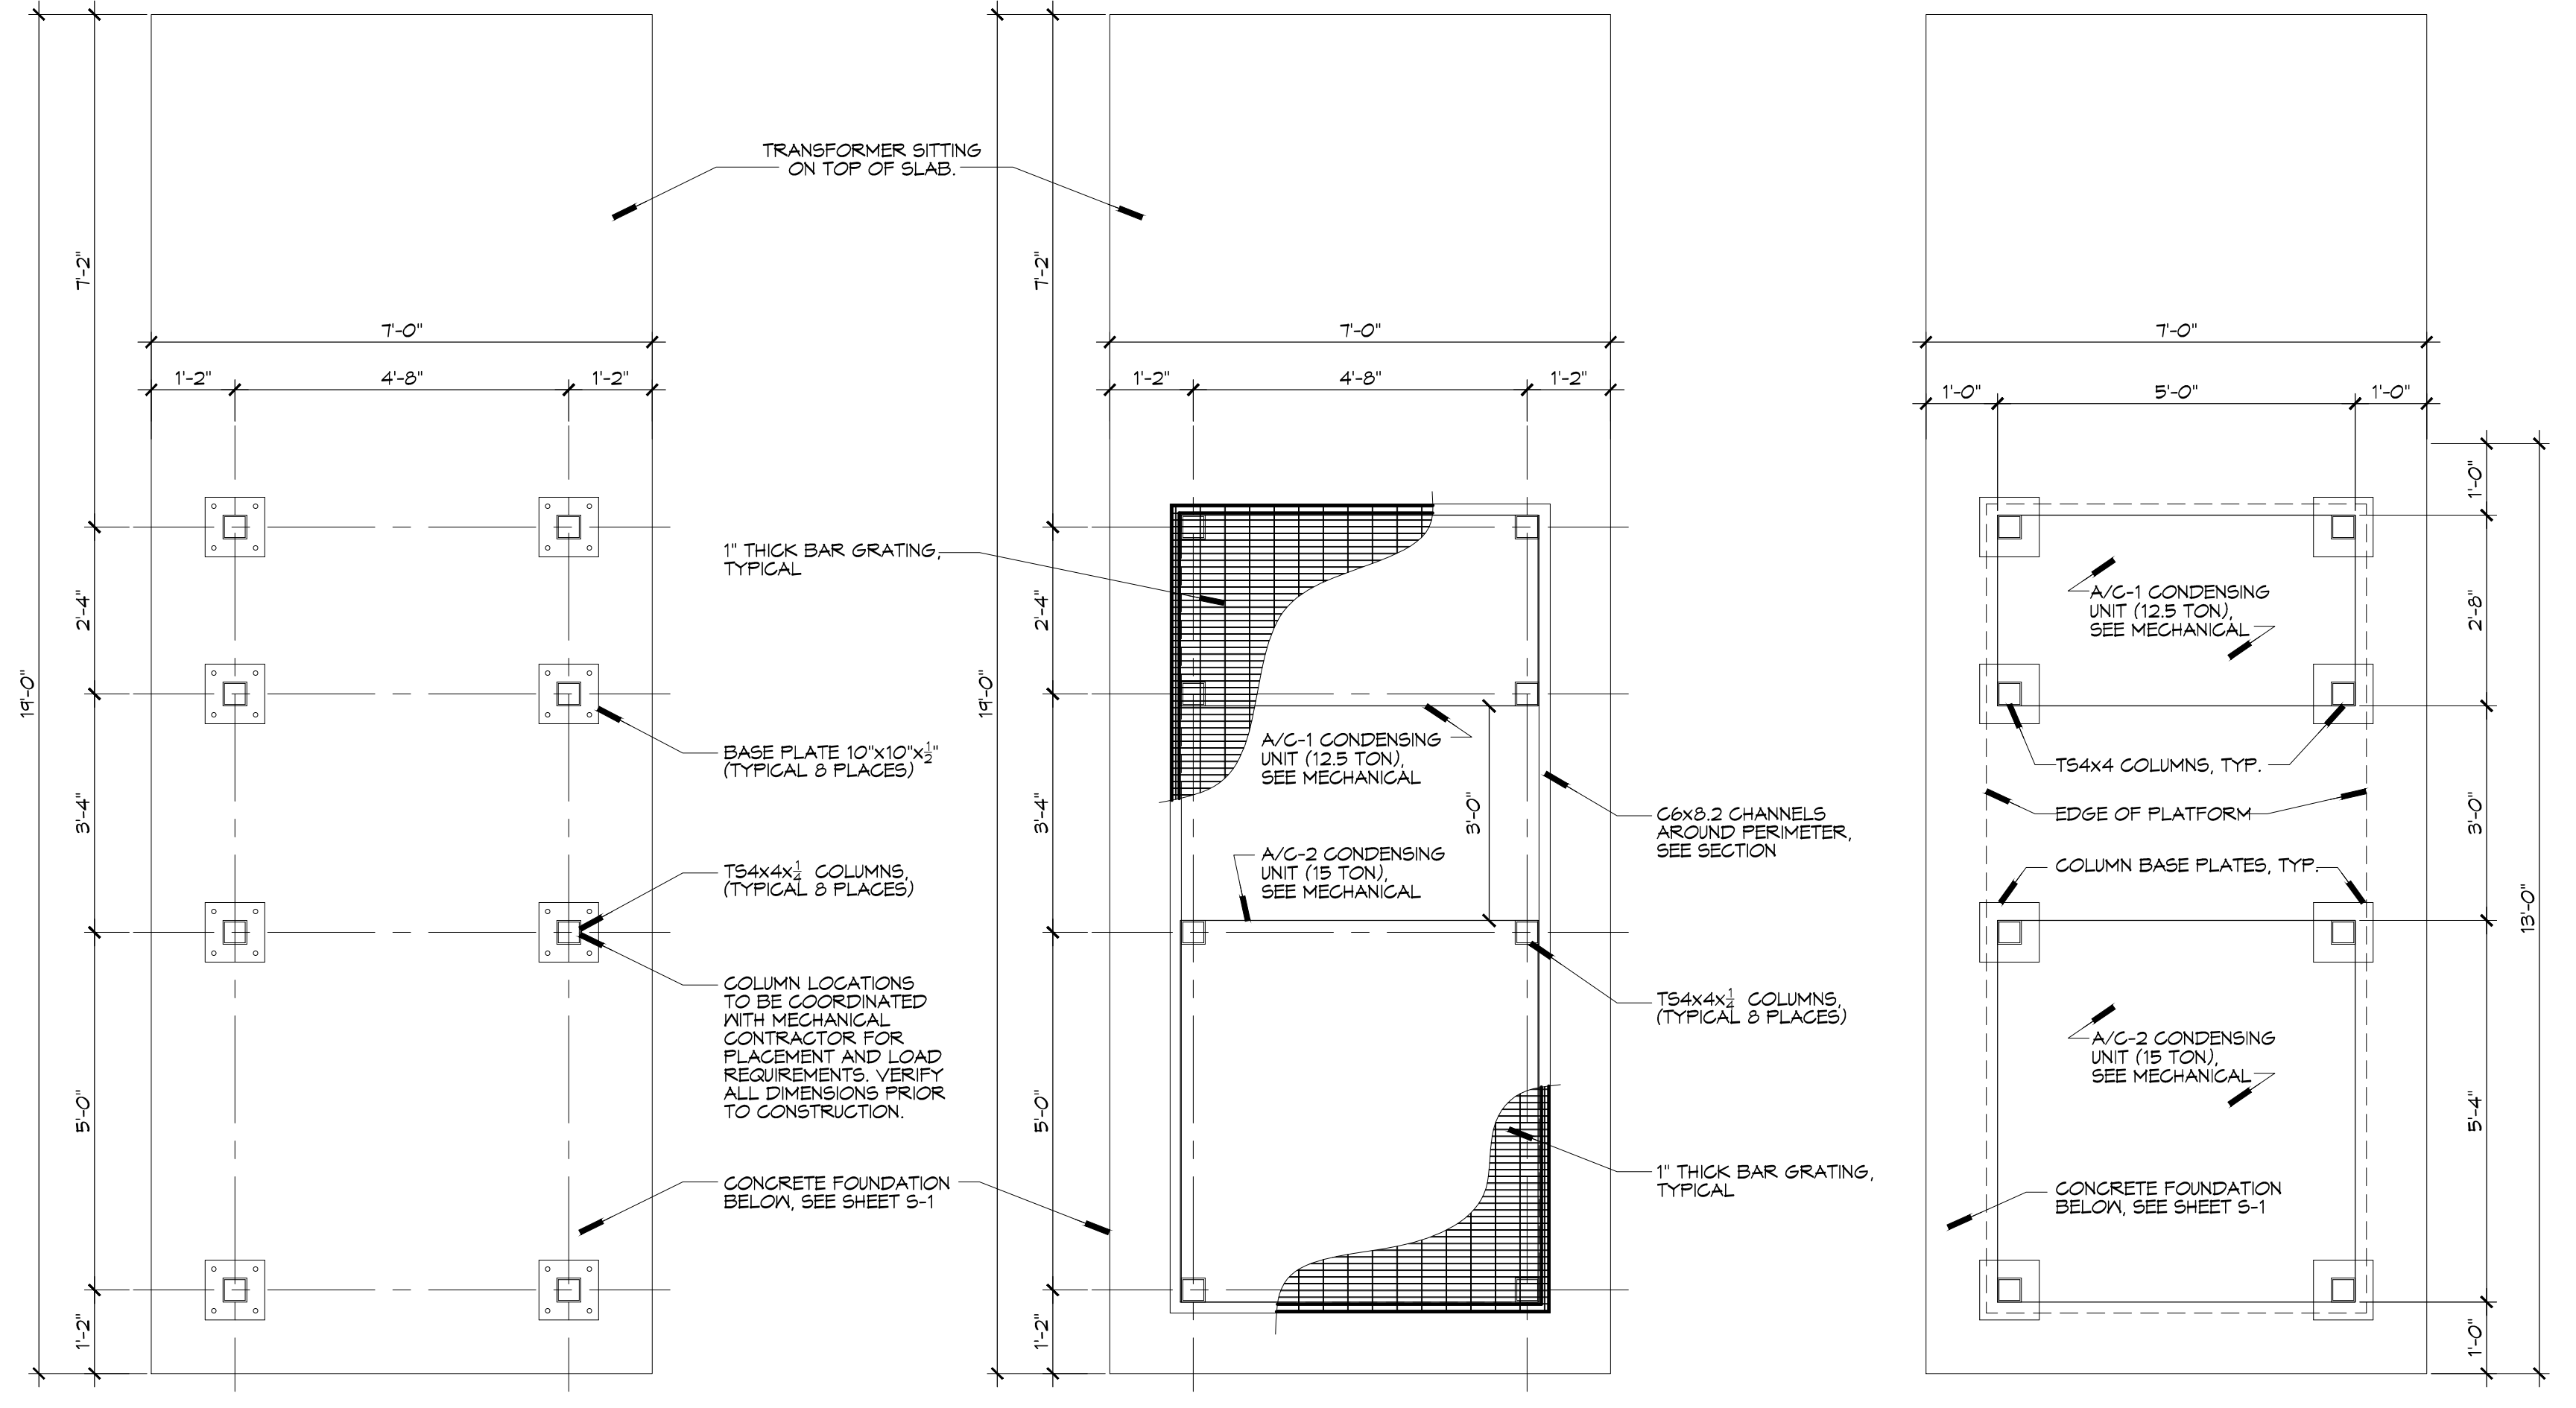 TRANSFORMER SITTING
ON TOP OF SLAB.
19'-0"
7'-2"
2'-4"
3'-4"
5'-0"
1'-2"
7'-0"
1'-2"
4'-8"
1'-2"
1" THICK BAR GRATING,
TYPICAL
BASE PLATE 10"x10"x1/2"
(TYPICAL 8 PLACES)
TS4x4x1/4 COLUMNS,
(TYPICAL 8 PLACES)
COLUMN LOCATIONS
TO BE COORDINATED
WITH MECHANICAL
CONTRACTOR FOR
PLACEMENT AND LOAD
REQUIREMENTS. VERIFY
ALL DIMENSIONS PRIOR
TO CONSTRUCTION.
CONCRETE FOUNDATION
BELOW, SEE SHEET S-1
19'-0"
7'-2"
2'-4"
3'-4"
5'-0"
1'-2"
7'-0"
1'-2"
4'-8"
1'-2"
A/C-1 CONDENSING
UNIT (12.5 TON),
SEE MECHANICAL
3'-0"
A/C-2 CONDENSING
UNIT (15 TON),
SEE MECHANICAL
C6x8.2 CHANNELS
AROUND PERIMETER,
SEE SECTION
TS4x4x1/4 COLUMNS,
(TYPICAL 8 PLACES)
1" THICK BAR GRATING,
TYPICAL
7'-0"
1'-0"
5'-0"
1'-0"
A/C-1 CONDENSING
UNIT (12.5 TON),
SEE MECHANICAL
TS4x4 COLUMNS, TYP.
EDGE OF PLATFORM
COLUMN BASE PLATES, TYP.
A/C-2 CONDENSING
UNIT (15 TON),
SEE MECHANICAL
CONCRETE FOUNDATION
BELOW, SEE SHEET S-1
1'-0"
2'-8"
3'-0"
5'-4"
1'-0"
13'-0"